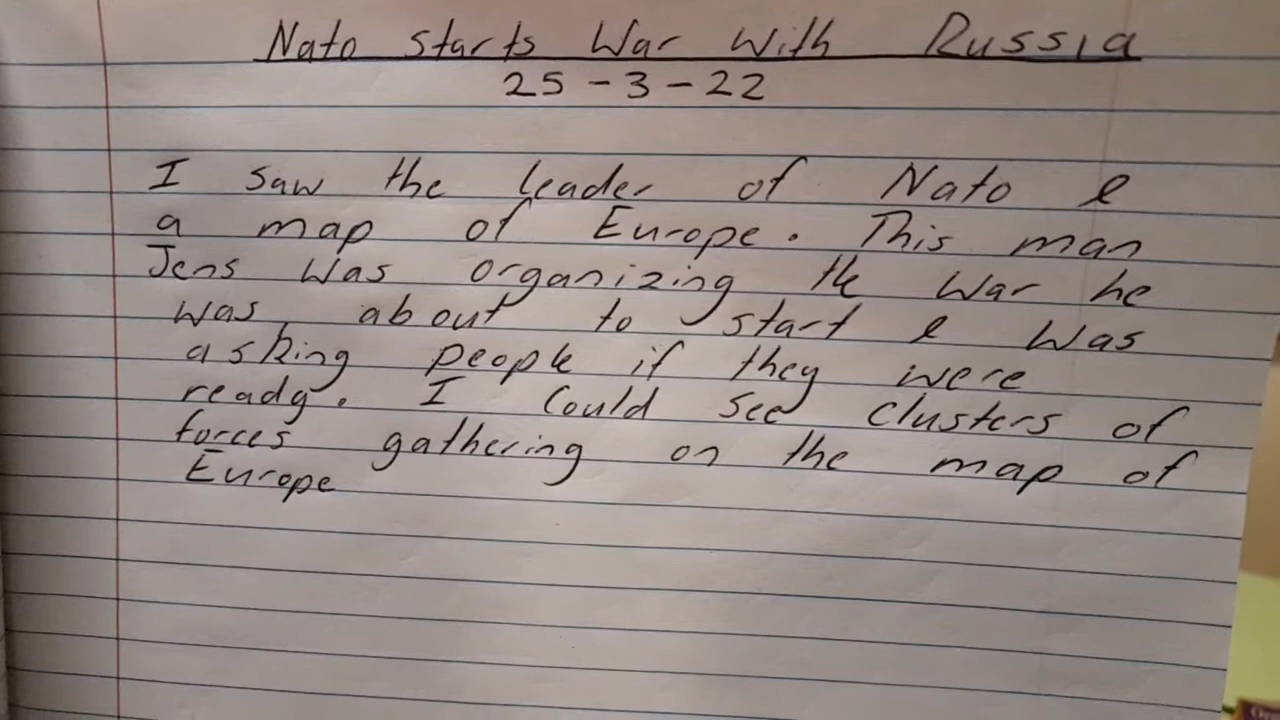 Nato starts War With Russia
25-3-22
I saw the leader of Nato &
a map of Europe. This man
Jens Was organizing the War he
was about to start & Was
asking people if they were
ready. I Could see clusters of
forces gathering on the map of
Europe